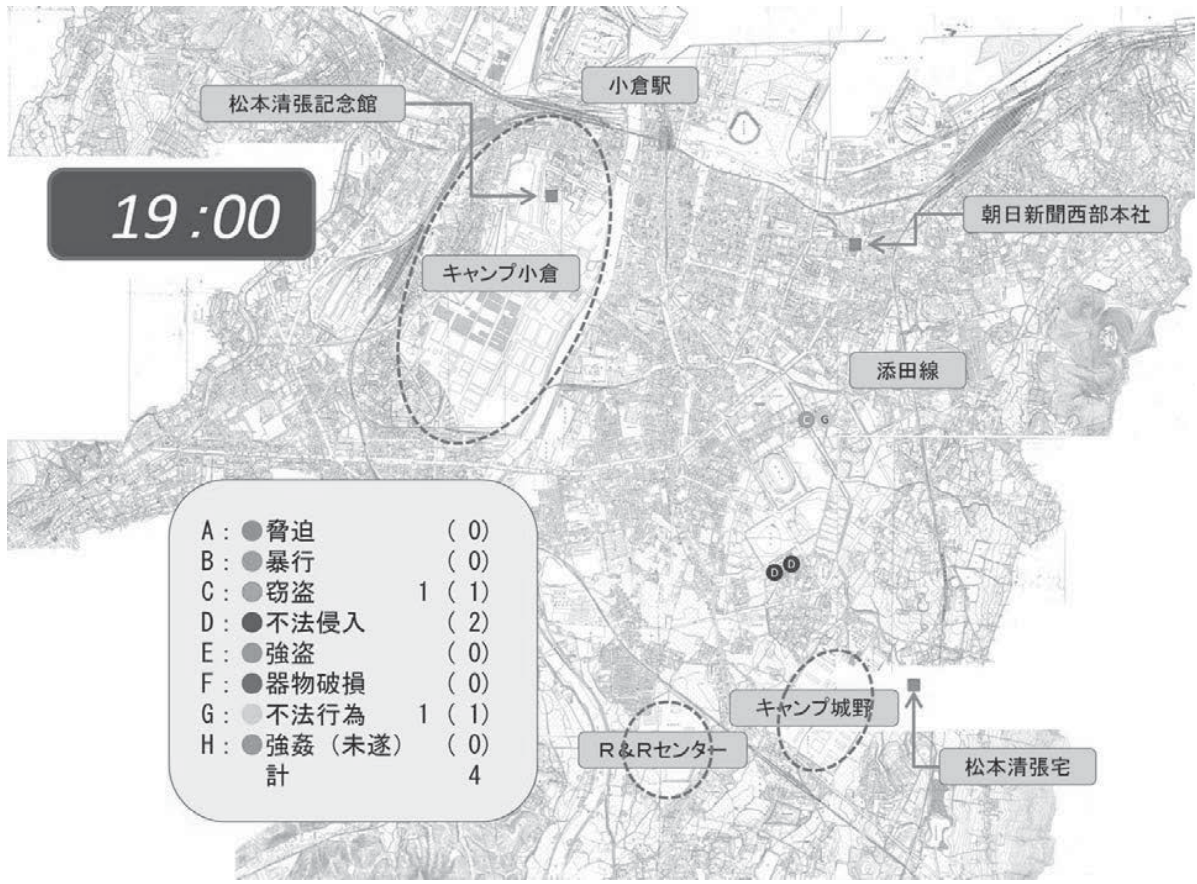 小倉駅
松本清張記念館
19:00
朝日新聞西部本社
キャンプ小倉
添田線
C G
A : 脅迫 ( 0)
B : 暴行 ( 0)
C : 窃盗 1 ( 1)
D : 不法侵入 ( 2)
E : 強盗 ( 0)
F : 器物破損 ( 0)
G : 不法行為 1 ( 1)
H : 強姦 (未遂) ( 0)
計 4
D D
キャンプ城野
R&Rセンター
松本清張宅